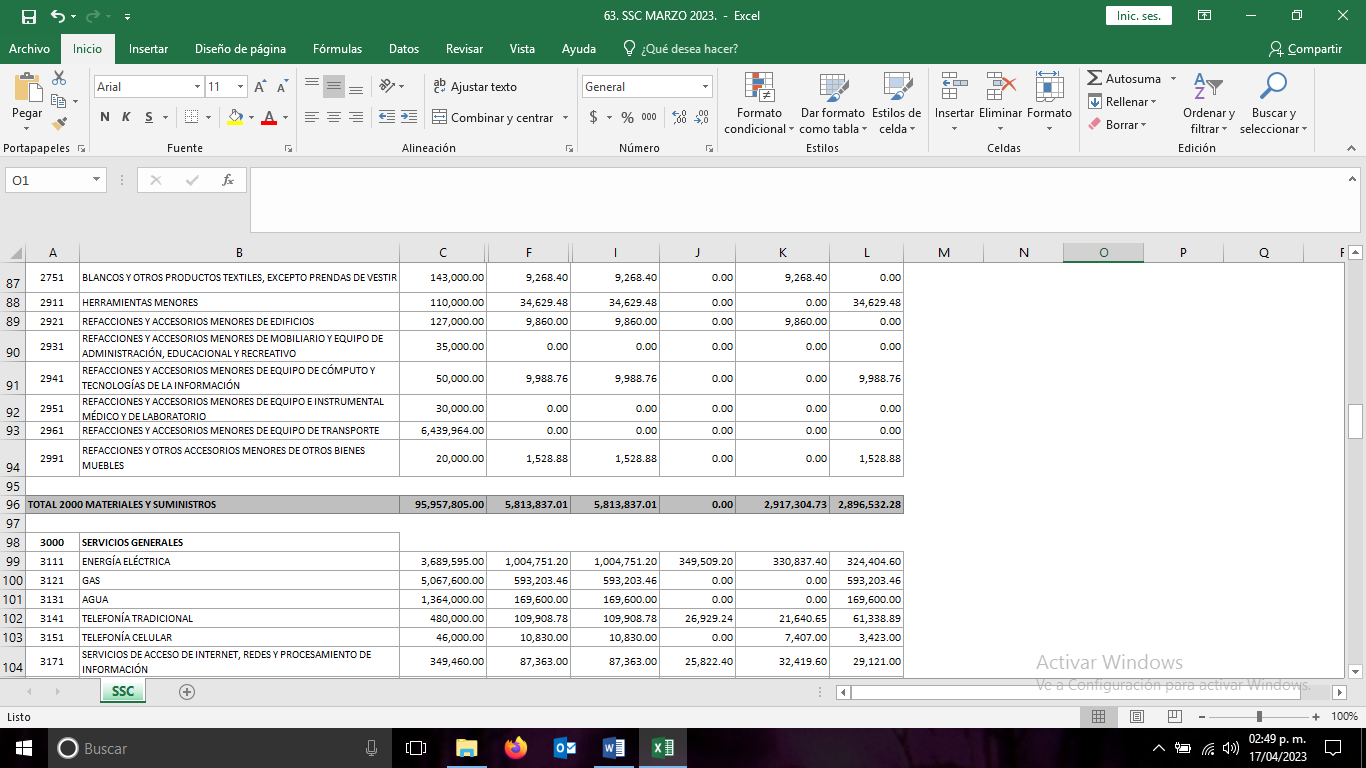 63. SSC MARZO 2023. - Excel
Inic. ses.
Archivo Inicio Insertar Diseño de página Fórmulas Datos Revisar Vista Ayuda ¿Qué desea hacer? Compartir
Arial 11 Ajustar texto General Autosuma
Pegar Formato condicional Dar formato como tabla Estilos de celda Insertar Eliminar Formato Rellenar Ordenar y filtrar Buscar y seleccionar
N K S Combinar y centrar $ % 000 Borrar
Portapapeles Fuente Alineación Número Estilos Celdas Edición
O1 fx
A B C F I J K L M N O P Q
87 2751 BLANCOS Y OTROS PRODUCTOS TEXTILES, EXCEPTO PRENDAS DE VESTIR 143,000.00 9,268.40 9,268.40 0.00 9,268.40 0.00
88 2911 HERRAMIENTAS MENORES 110,000.00 34,629.48 34,629.48 0.00 0.00 34,629.48
89 2921 REFACCIONES Y ACCESORIOS MENORES DE EDIFICIOS 127,000.00 9,860.00 9,860.00 0.00 9,860.00 0.00
90 2931 REFACCIONES Y ACCESORIOS MENORES DE MOBILIARIO Y EQUIPO DE
ADMINISTRACIÓN, EDUCACIONAL Y RECREATIVO 35,000.00 0.00 0.00 0.00 0.00 0.00
91 2941 REFACCIONES Y ACCESORIOS MENORES DE EQUIPO DE CÓMPUTO Y
TECNOLOGÍAS DE LA INFORMACIÓN 50,000.00 9,988.76 9,988.76 0.00 0.00 9,988.76
92 2951 REFACCIONES Y ACCESORIOS MENORES DE EQUIPO E INSTRUMENTAL
MÉDICO Y DE LABORATORIO 30,000.00 0.00 0.00 0.00 0.00 0.00
93 2961 REFACCIONES Y ACCESORIOS MENORES DE EQUIPO DE TRANSPORTE 6,439,964.00 0.00 0.00 0.00 0.00 0.00
94 2991 REFACCIONES Y OTROS ACCESORIOS MENORES DE OTROS BIENES
MUEBLES 20,000.00 1,528.88 1,528.88 0.00 0.00 1,528.88
95
96 TOTAL 2000 MATERIALES Y SUMINISTROS 95,957,805.00 5,813,837.01 5,813,837.01 0.00 2,917,304.73 2,896,532.28
97
98 3000 SERVICIOS GENERALES
99 3111 ENERGÍA ELÉCTRICA 3,689,595.00 1,004,751.20 1,004,751.20 349,509.20 330,837.40 324,404.60
100 3121 GAS 5,067,600.00 593,203.46 593,203.46 0.00 0.00 593,203.46
101 3131 AGUA 1,364,000.00 169,600.00 169,600.00 0.00 0.00 169,600.00
102 3141 TELEFONÍA TRADICIONAL 480,000.00 109,908.78 109,908.78 26,929.24 21,640.65 61,338.89
103 3151 TELEFONÍA CELULAR 46,000.00 10,830.00 10,830.00 0.00 7,407.00 3,423.00
104 3171 SERVICIOS DE ACCESO DE INTERNET, REDES Y PROCESAMIENTO DE
INFORMACIÓN 349,460.00 87,363.00 87,363.00 25,822.40 32,419.60 29,121.00
Activar Windows
Ve a Configuración para activar Windows.
SSC
Listo 100%
Buscar
02:49 p. m.
17/04/2023